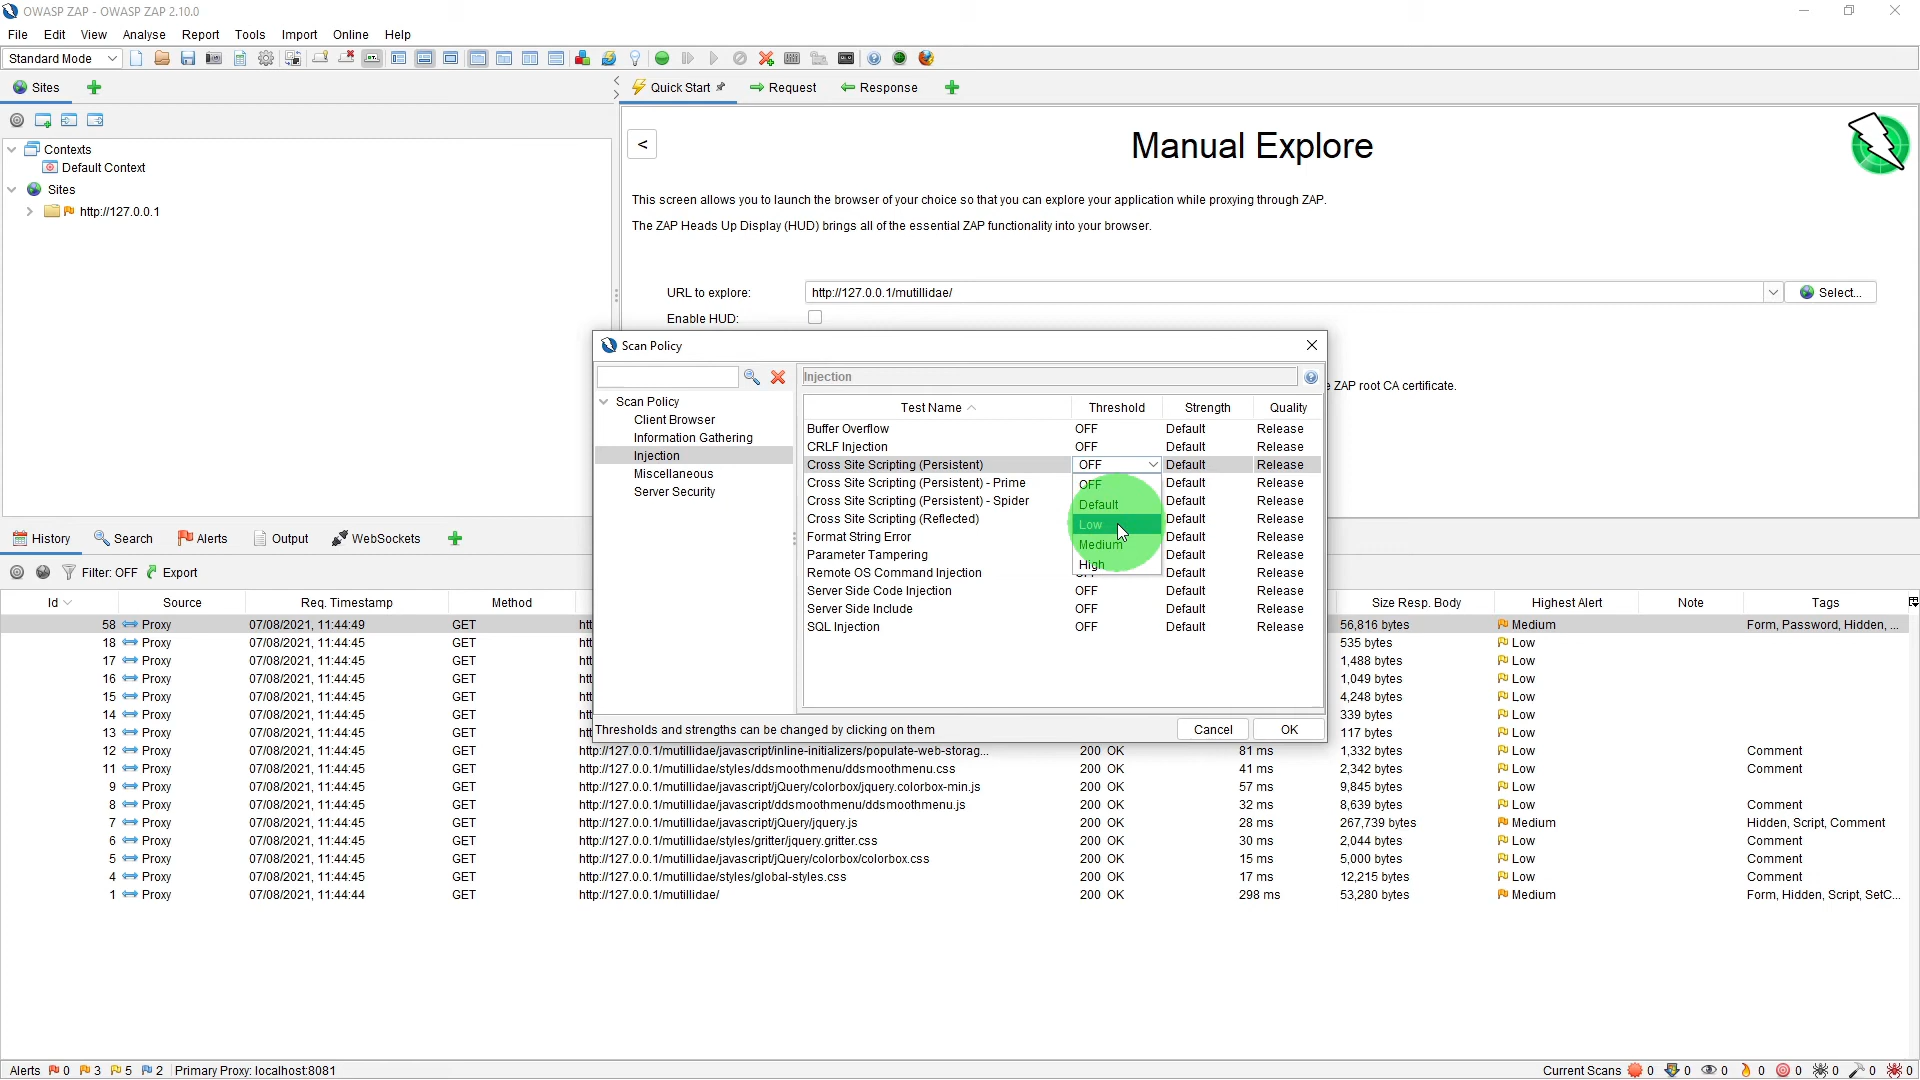 OWASP ZAP - OWASP ZAP 2.10.0
File Edit View Analyse Report Tools Import Online Help
Standard Mode
Sites
Quick Start Request Response
Contexts
Default Context
Sites
http://127.0.0.1
<
Manual Explore
This screen allows you to launch the browser of your choice so that you can explore your application while proxying through ZAP.
The ZAP Heads Up Display (HUD) brings all of the essential ZAP functionality into your browser.
URL to explore: http://127.0.0.1/mutillidae/ Select...
Enable HUD:
ZAP root CA certificate.
Scan Policy
Injection
Scan Policy
Client Browser
Information Gathering
Injection
Miscellaneous
Server Security
Test Name Threshold Strength Quality
Buffer Overflow OFF Default Release
CRLF Injection OFF Default Release
Cross Site Scripting (Persistent) OFF Default Release
Cross Site Scripting (Persistent) - Prime Default Release
Cross Site Scripting (Persistent) - Spider Default Release
Cross Site Scripting (Reflected) Default Release
Format String Error Default Release
Parameter Tampering Default Release
Remote OS Command Injection Default Release
Server Side Code Injection OFF Default Release
Server Side Include OFF Default Release
SQL Injection OFF Default Release
OFF
Default
Low
Medium
High
Thresholds and strengths can be changed by clicking on them Cancel OK
History Search Alerts Output WebSockets
Filter: OFF Export
Id Source Req. Timestamp Method Size Resp. Body Highest Alert Note Tags
58 Proxy 07/08/2021, 11:44:49 GET htt 56,816 bytes Medium Form, Password, Hidden, ...
18 Proxy 07/08/2021, 11:44:45 GET htt 535 bytes Low
17 Proxy 07/08/2021, 11:44:45 GET htt 1,488 bytes Low
16 Proxy 07/08/2021, 11:44:45 GET htt 1,049 bytes Low
15 Proxy 07/08/2021, 11:44:45 GET htt 4,248 bytes Low
14 Proxy 07/08/2021, 11:44:45 GET htt 339 bytes Low
13 Proxy 07/08/2021, 11:44:45 GET htt 117 bytes Low
12 Proxy 07/08/2021, 11:44:45 GET http://127.0.0.1/mutillidae/javascript/inline-initializers/populate-web-storag... 200 OK 81 ms 1,332 bytes Low Comment
11 Proxy 07/08/2021, 11:44:45 GET http://127.0.0.1/mutillidae/styles/ddsmoothmenu/ddsmoothmenu.css 200 OK 41 ms 2,342 bytes Low Comment
9 Proxy 07/08/2021, 11:44:45 GET http://127.0.0.1/mutillidae/javascript/jQuery/colorbox/jquery.colorbox-min.js 200 OK 57 ms 9,845 bytes Low
8 Proxy 07/08/2021, 11:44:45 GET http://127.0.0.1/mutillidae/javascript/ddsmoothmenu/ddsmoothmenu.js 200 OK 32 ms 8,639 bytes Low Comment
7 Proxy 07/08/2021, 11:44:45 GET http://127.0.0.1/mutillidae/javascript/jQuery/jquery.js 200 OK 28 ms 267,739 bytes Medium Hidden, Script, Comment
6 Proxy 07/08/2021, 11:44:45 GET http://127.0.0.1/mutillidae/styles/gritter/jquery.gritter.css 200 OK 30 ms 2,044 bytes Low Comment
5 Proxy 07/08/2021, 11:44:45 GET http://127.0.0.1/mutillidae/javascript/jQuery/colorbox/colorbox.css 200 OK 15 ms 5,000 bytes Low Comment
4 Proxy 07/08/2021, 11:44:45 GET http://127.0.0.1/mutillidae/styles/global-styles.css 200 OK 17 ms 12,215 bytes Low Comment
1 Proxy 07/08/2021, 11:44:44 GET http://127.0.0.1/mutillidae/ 200 OK 298 ms 53,280 bytes Medium Form, Hidden, Script, SetC...
Alerts 0 3 5 2 Primary Proxy: localhost:8081 Current Scans 0 0 0 0 0 0 0 0